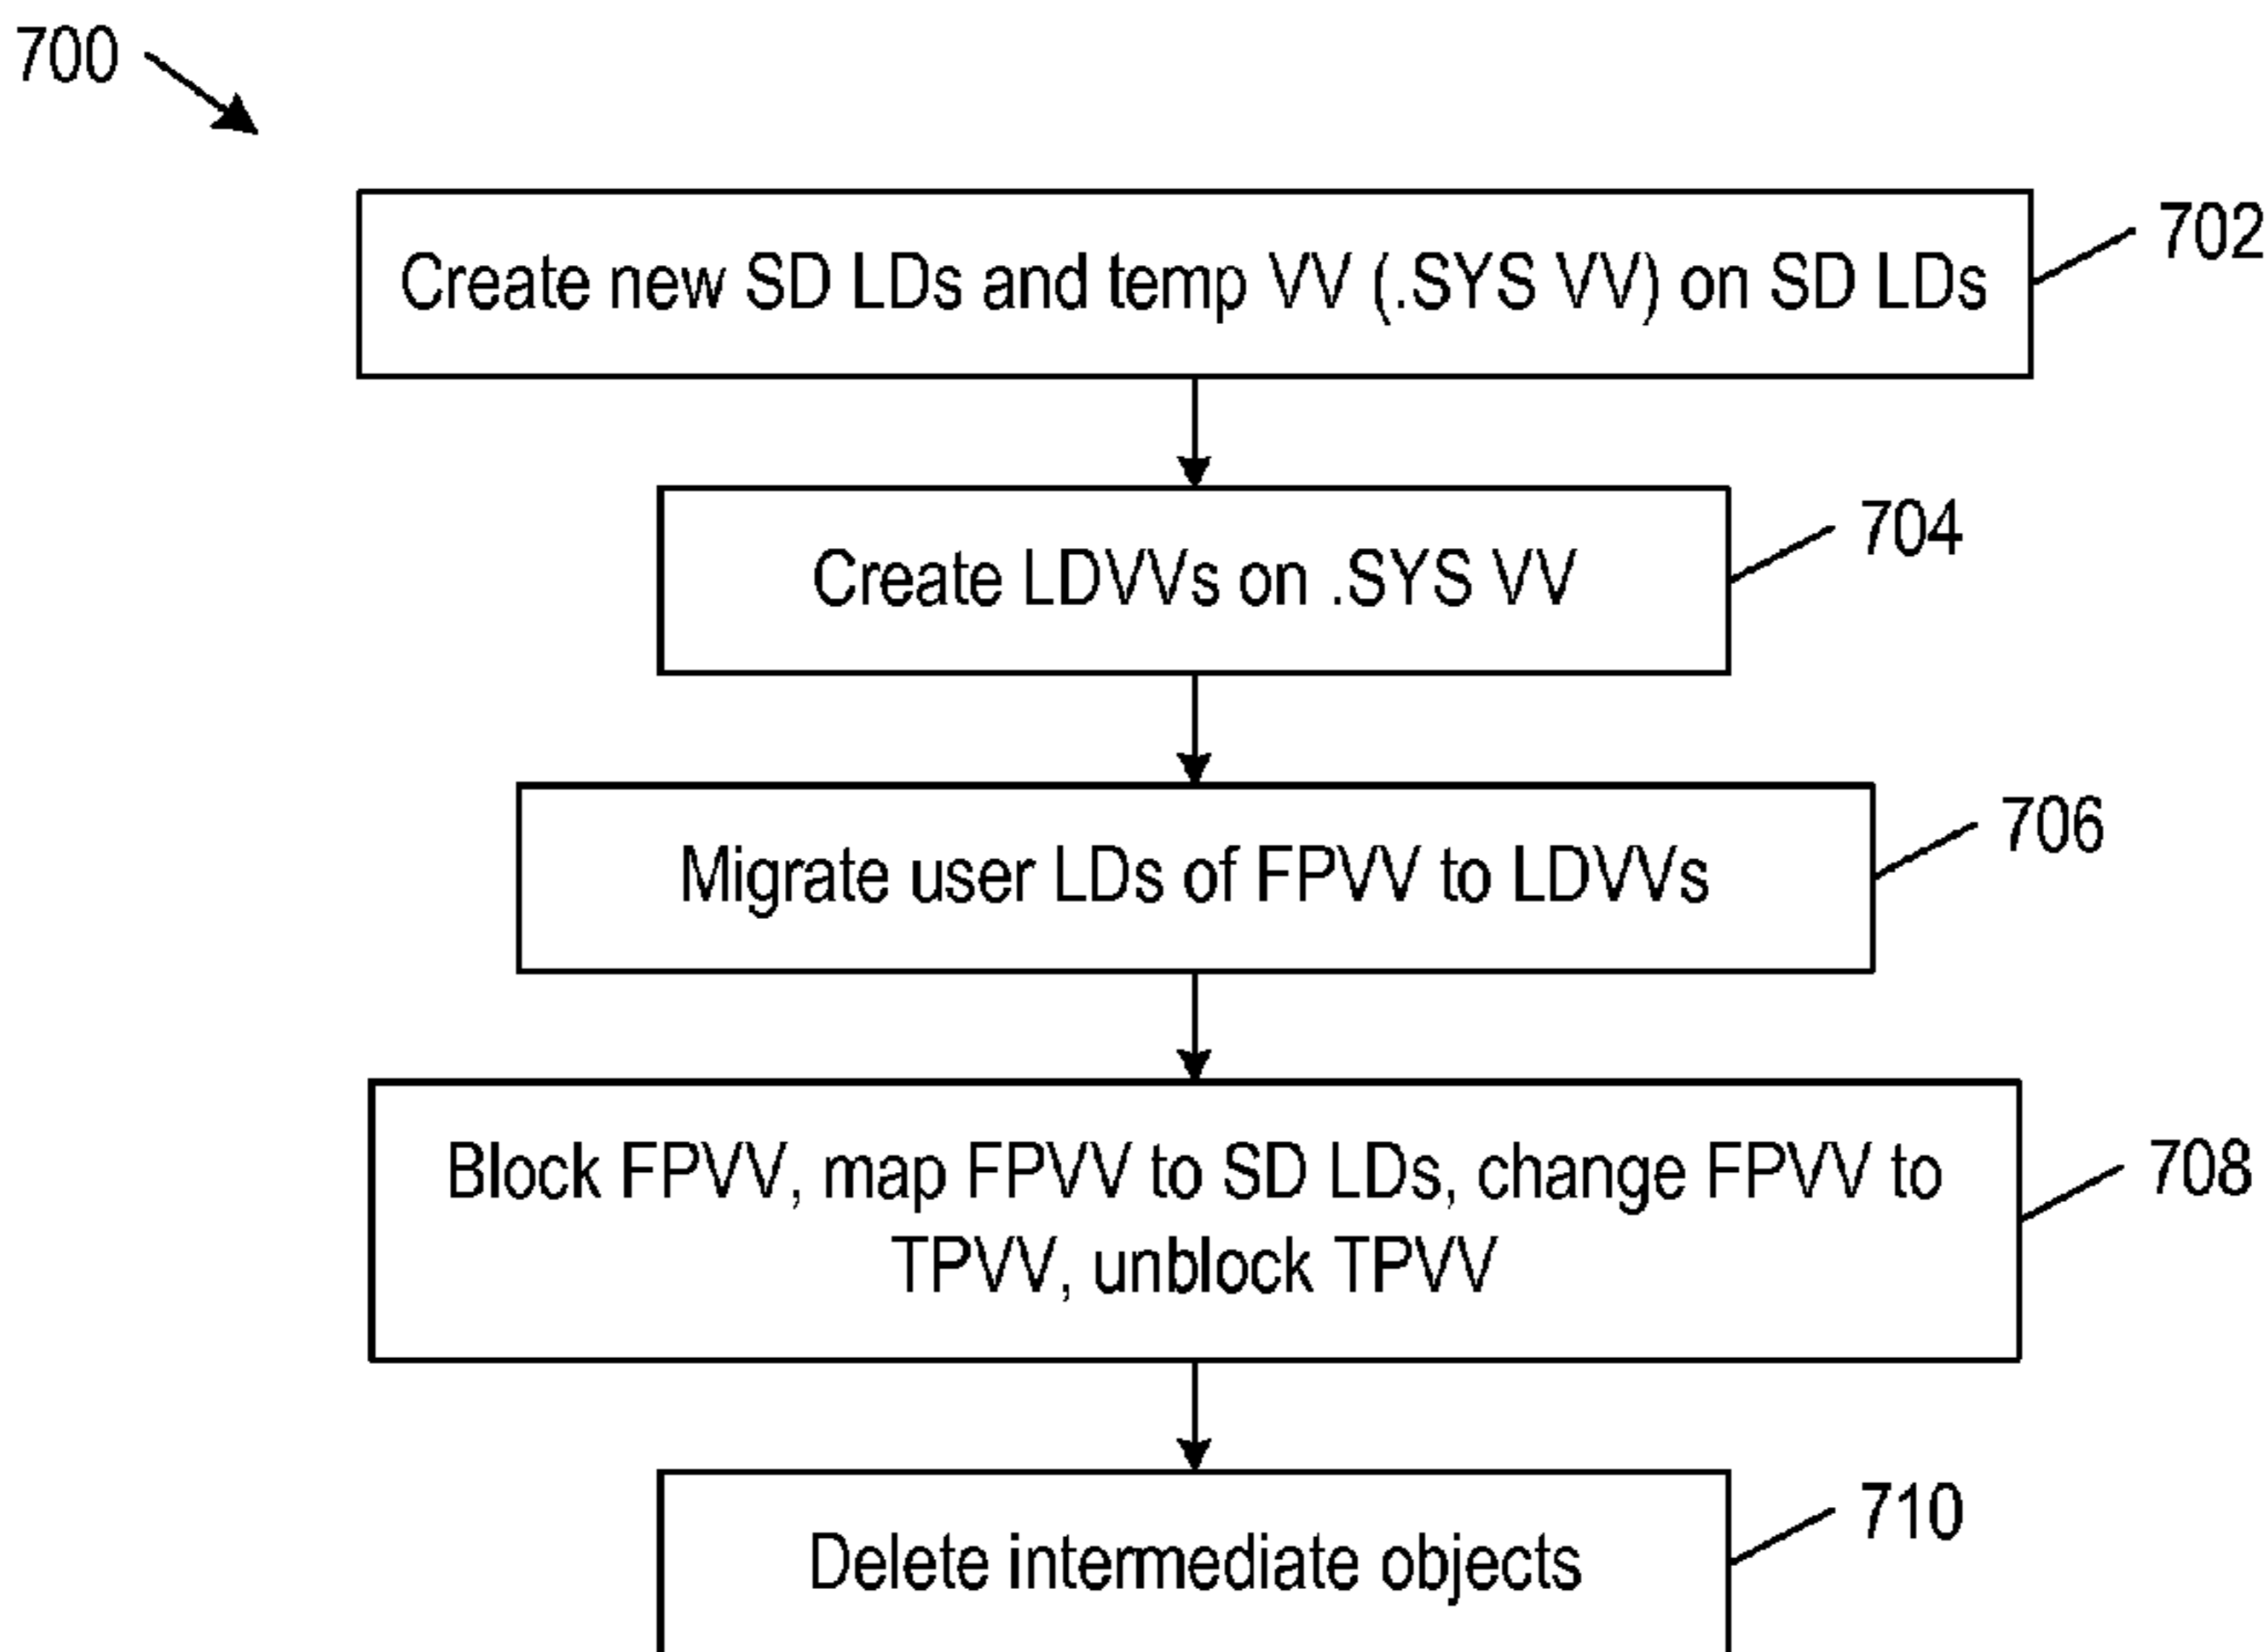 700
Create new SD LDs and temp VV (.SYS VV) on SD LDs
702
Create LDVVs on .SYS VV
704
Migrate user LDs of FPVV to LDVVs
706
Block FPVV, map FPVV to SD LDs, change FPVV to
TPVV, unblock TPVV
708
Delete intermediate objects
710